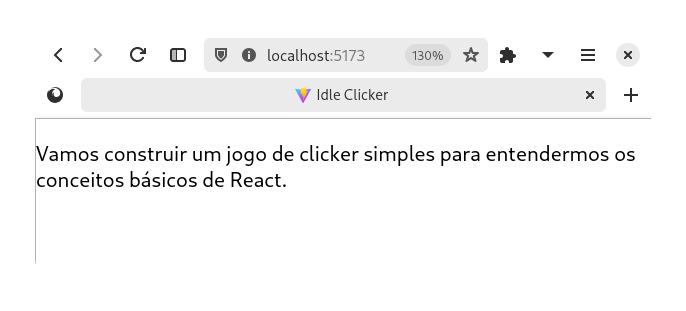 localhost:5173
130%
Idle Clicker
Vamos construir um jogo de clicker simples para entendermos os
conceitos básicos de React.